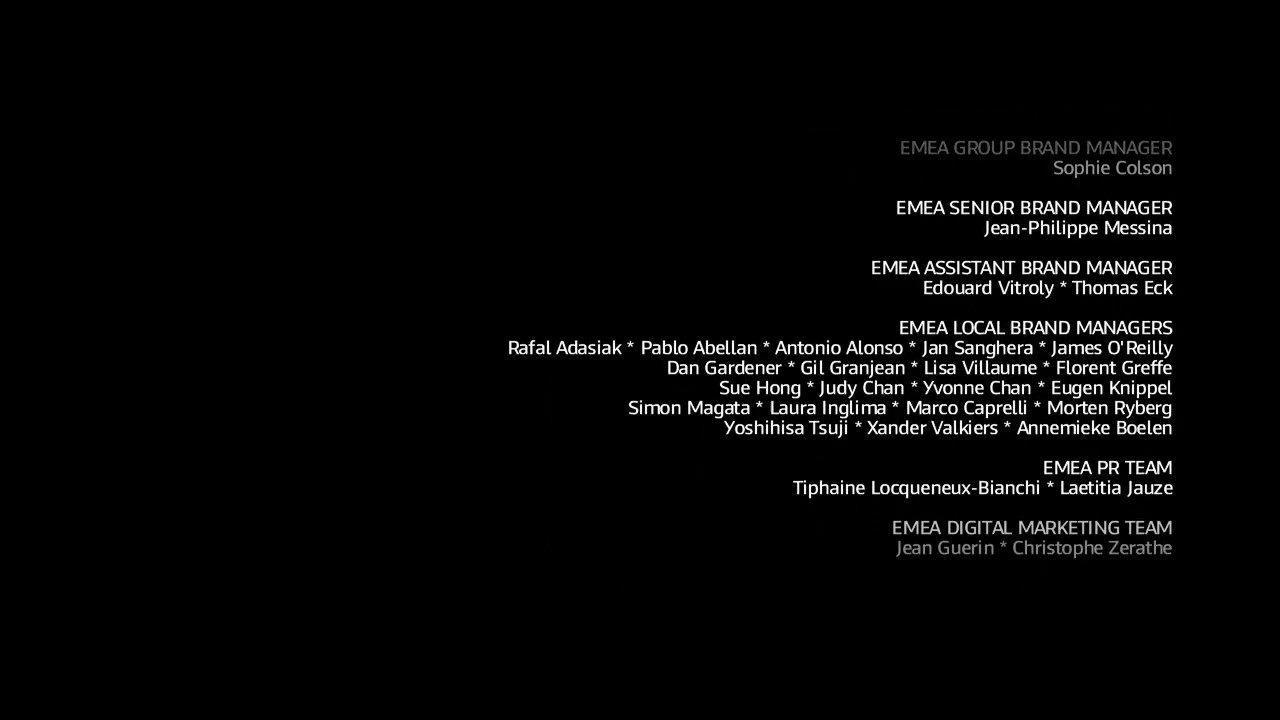 EMEA GROUP BRAND MANAGER
Sophie Colson
EMEA SENIOR BRAND MANAGER
Jean-Philippe Messina
EMEA ASSISTANT BRAND MANAGER
Edouard Vitroly * Thomas Eck
EMEA LOCAL BRAND MANAGERS
Rafal Adasiak * Pablo Abellan * Antonio Alonso * Jan Sanghera * James O'Reilly
Dan Gardener * Gil Granjean * Lisa Villaume * Florent Greffe
Sue Hong * Judy Chan * Yvonne Chan * Eugen Knippel
Simon Magata * Laura Inglima * Marco Caprelli * Morten Ryberg
Yoshihisa Tsuji * Xander Valkiers * Annemieke Boelen
EMEA PR TEAM
Tiphaine Locqueneux-Bianchi * Laetitia Jauze
EMEA DIGITAL MARKETING TEAM
Jean Guerin * Christophe Zerathe